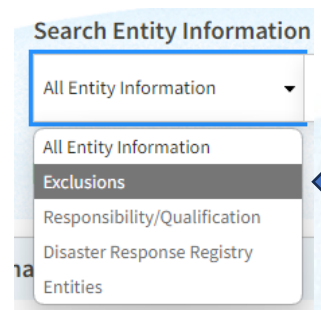 Search Entity Information
All Entity Information
All Entity Information
Exclusions
Responsibility/Qualification
Disaster Response Registry
Entities